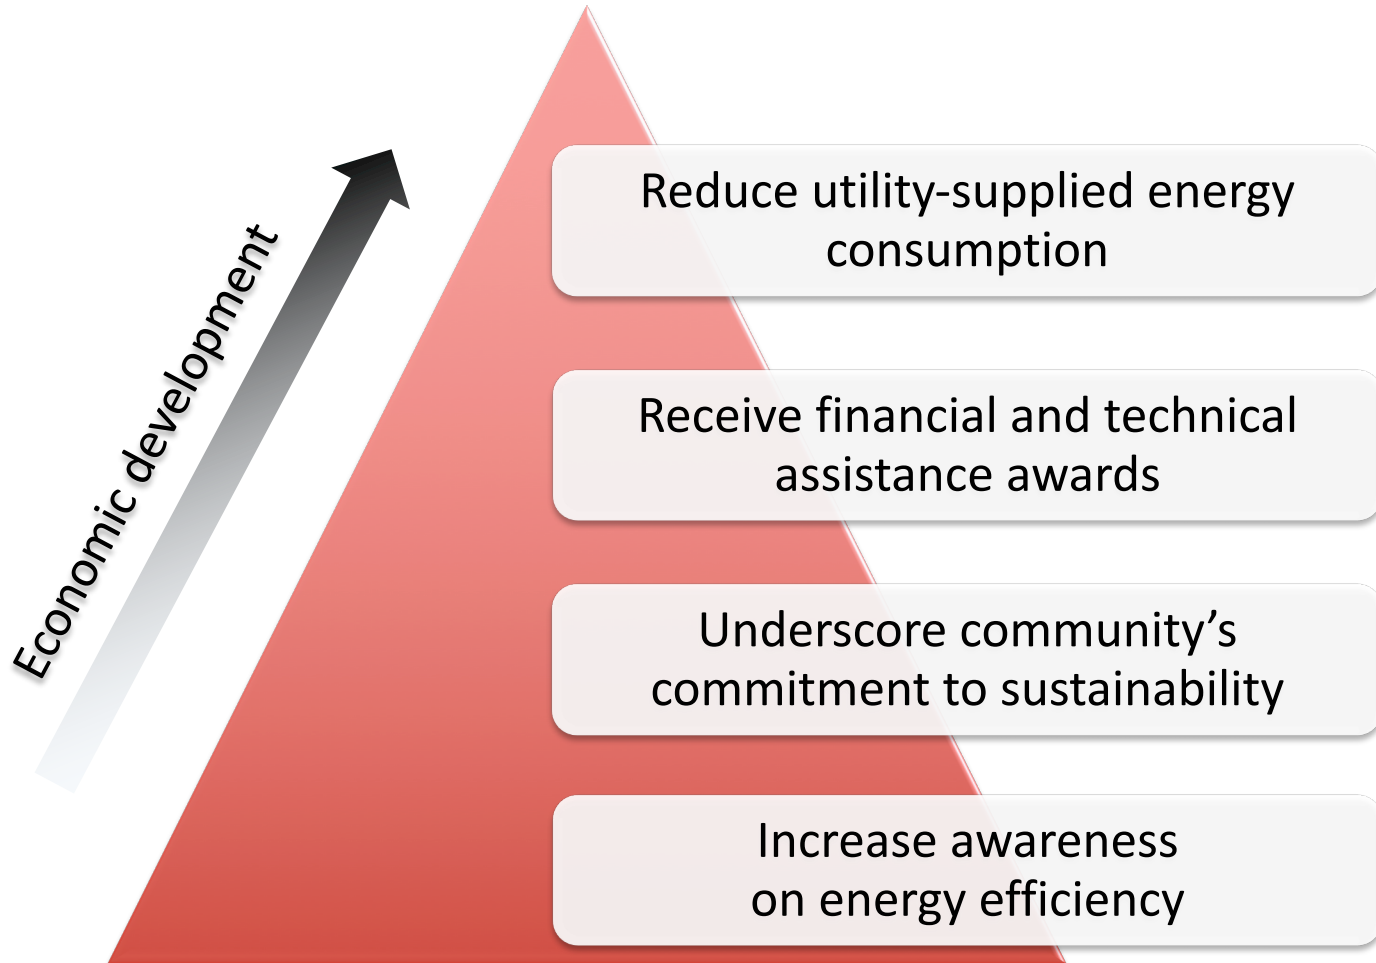 Economic development
Reduce utility-supplied energy
consumption
Receive financial and technical
assistance awards
Underscore community’s
commitment to sustainability
Increase awareness
on energy efficiency